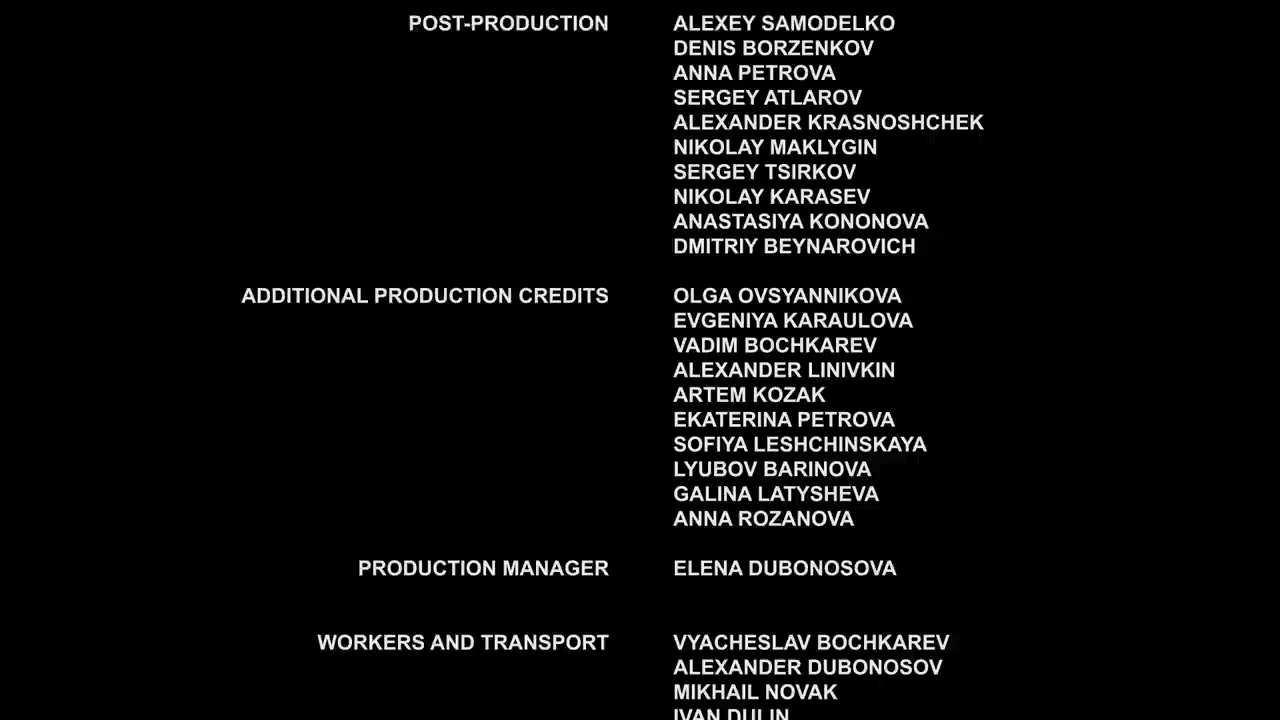 POST-PRODUCTION ALEXEY SAMODELKO
DENIS BORZENKOV
ANNA PETROVA
SERGEY ATLAROV
ALEXANDER KRASNOSHCHEK
NIKOLAY MAKLYGIN
SERGEY TSIRKOV
NIKOLAY KARASEV
ANASTASIYA KONONOVA
DMITRIY BEYNAROVICH
ADDITIONAL PRODUCTION CREDITS OLGA OVSYANNIKOVA
EVGENIYA KARAULOVA
VADIM BOCHKAREV
ALEXANDER LINIVKIN
ARTEM KOZAK
EKATERINA PETROVA
SOFIYA LESHCHINSKAYA
LYUBOV BARINOVA
GALINA LATYSHEVA
ANNA ROZANOVA
PRODUCTION MANAGER ELENA DUBONOSOVA
WORKERS AND TRANSPORT VYACHESLAV BOCHKAREV
ALEXANDER DUBONOSOV
MIKHAIL NOVAK
IVAN DULIN